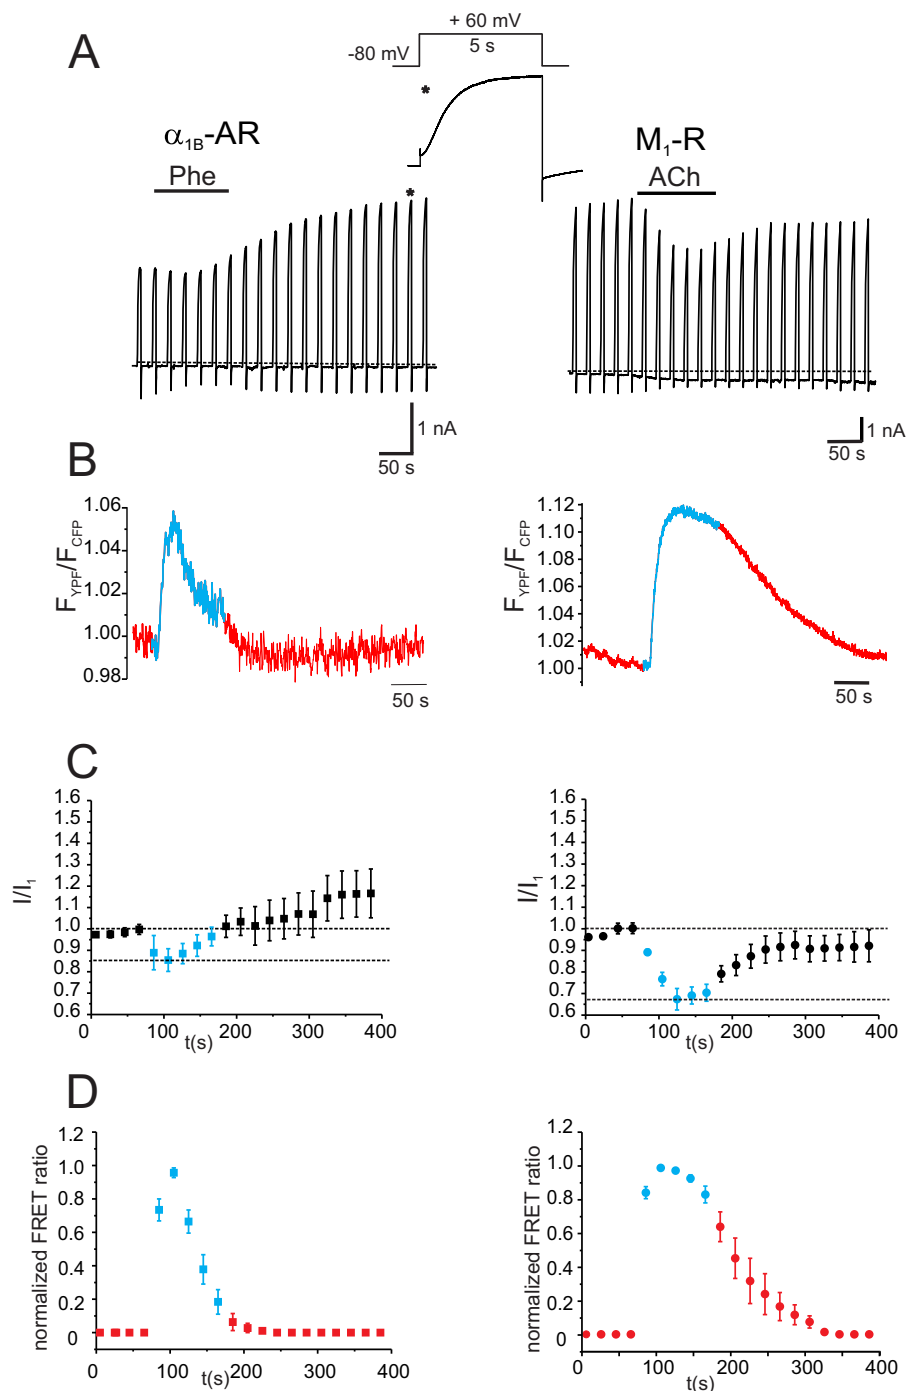 A
+ 60 mV
-80 mV
5 s
*
α1B-AR
Phe
*
M1-R
ACh
1 nA
50 s
1 nA
50 s
B
FYPF/FCFP
1.06
1.04
1.02
1.00
0.98
50 s
FYPF/FCFP
1.12
1.10
1.08
1.06
1.04
1.02
1.00
50 s
C
I/I1
1.6
1.5
1.4
1.3
1.2
1.1
1.0
0.9
0.8
0.7
0.6
0 100 200 300 400
t(s)
I/I1
1.6
1.5
1.4
1.3
1.2
1.1
1.0
0.9
0.8
0.7
0.6
0 100 200 300 400
t(s)
D
normalized FRET ratio
1.2
1.0
0.8
0.6
0.4
0.2
0
0 100 200 300 400
t(s)
normalized FRET ratio
1.2
1.0
0.8
0.6
0.4
0.2
0
0 100 200 300 400
t(s)